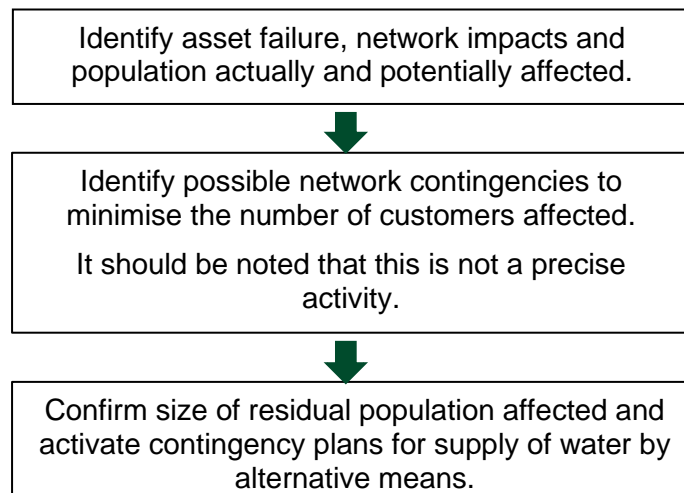 Identify asset failure, network impacts and
population actually and potentially affected.
Identify possible network contingencies to
minimise the number of customers affected.
It should be noted that this is not a precise
activity.
Confirm size of residual population affected and
activate contingency plans for supply of water by
alternative means.